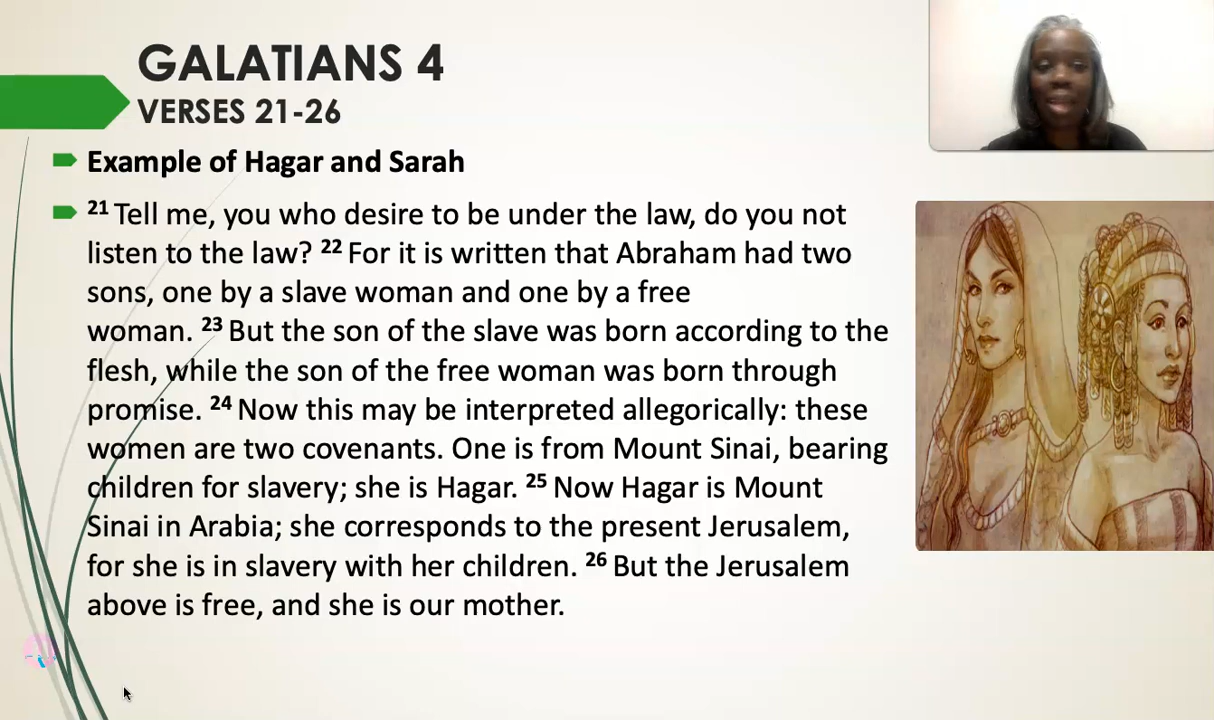 GALATIANS 4
VERSES 21-26
Example of Hagar and Sarah
21 Tell me, you who desire to be under the law, do you not
listen to the law? 22 For it is written that Abraham had two
sons, one by a slave woman and one by a free
woman. 23 But the son of the slave was born according to the
flesh, while the son of the free woman was born through
promise. 24 Now this may be interpreted allegorically: these
women are two covenants. One is from Mount Sinai, bearing
children for slavery; she is Hagar. 25 Now Hagar is Mount
Sinai in Arabia; she corresponds to the present Jerusalem,
for she is in slavery with her children. 26 But the Jerusalem
above is free, and she is our mother.